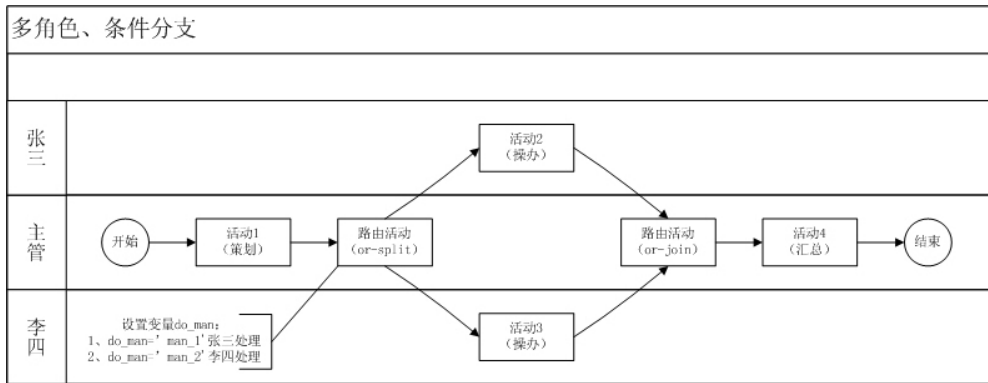 多角色、条件分支
张
三
活动2
（操办）
主
管
开始
活动1
（策划）
路由活动
(or-split)
路由活动
(or-join)
活动4
（汇总）
结束
李
四
设置变量do_man：
1、do_man=' man_1'张三处理
2、do_man=' man_2'李四处理
活动3
（操办）